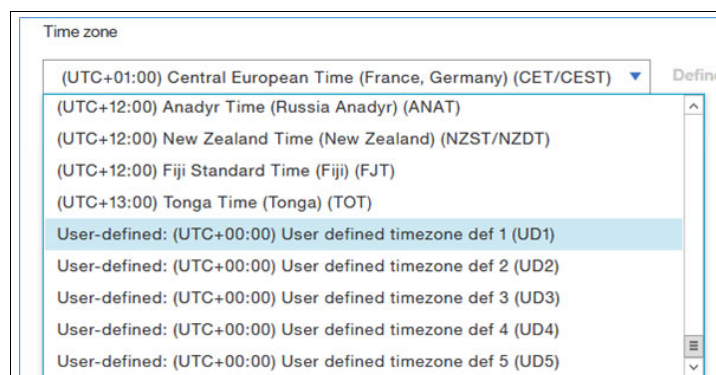 Time zone
(UTC+01:00) Central European Time (France, Germany) (CET/CEST)
(UTC+12:00) Anadyr Time (Russia Anadyr) (ANAT)
(UTC+12:00) New Zealand Time (New Zealand) (NZST/NZDT)
(UTC+12:00) Fiji Standard Time (Fiji) (FJT)
(UTC+13:00) Tonga Time (Tonga) (TOT)
User-defined: (UTC+00:00) User defined timezone def 1 (UD1)
User-defined: (UTC+00:00) User defined timezone def 2 (UD2)
User-defined: (UTC+00:00) User defined timezone def 3 (UD3)
User-defined: (UTC+00:00) User defined timezone def 4 (UD4)
User-defined: (UTC+00:00) User defined timezone def 5 (UD5)